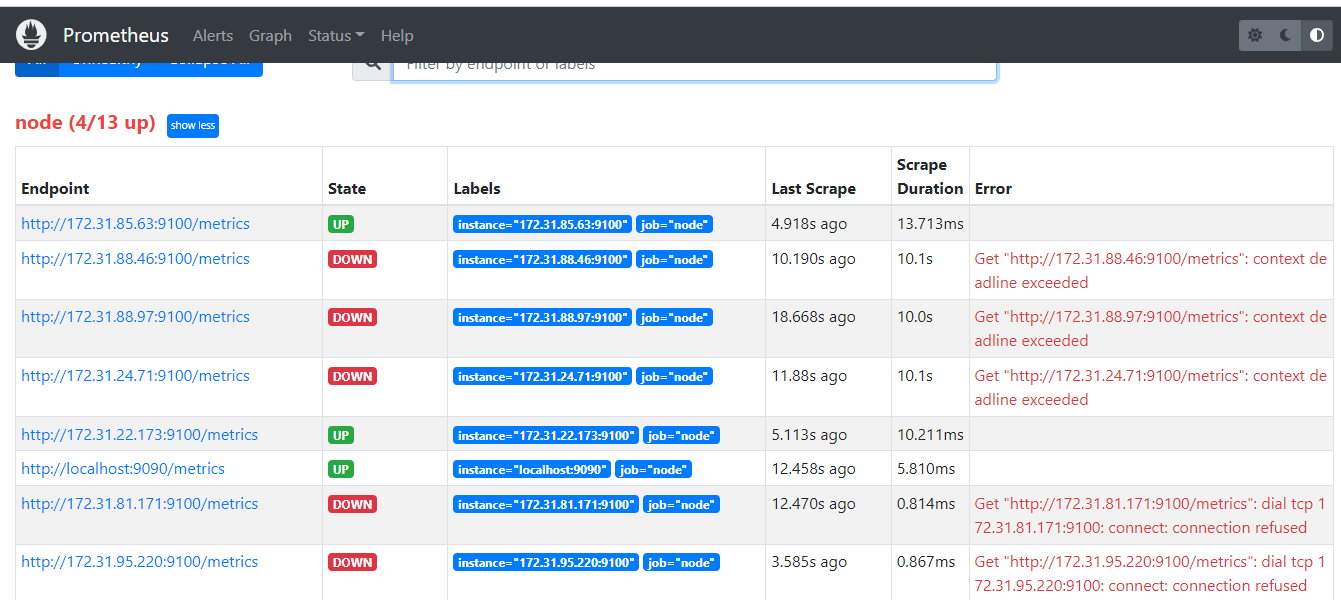 Prometheus Alerts Graph Status Help
Filter by endpoint or labels
node (4/13 up) show less
Endpoint State Labels Last Scrape Scrape Duration Error
http://172.31.85.63:9100/metrics UP instance="172.31.85.63:9100" job="node" 4.918s ago 13.713ms
http://172.31.88.46:9100/metrics DOWN instance="172.31.88.46:9100" job="node" 10.190s ago 10.1s Get "http://172.31.88.46:9100/metrics": context de
adline exceeded
http://172.31.88.97:9100/metrics DOWN instance="172.31.88.97:9100" job="node" 18.668s ago 10.0s Get "http://172.31.88.97:9100/metrics": context de
adline exceeded
http://172.31.24.71:9100/metrics DOWN instance="172.31.24.71:9100" job="node" 11.88s ago 10.1s Get "http://172.31.24.71:9100/metrics": context de
adline exceeded
http://172.31.22.173:9100/metrics UP instance="172.31.22.173:9100" job="node" 5.113s ago 10.211ms
http://localhost:9090/metrics UP instance="localhost:9090" job="node" 12.458s ago 5.810ms
http://172.31.81.171:9100/metrics DOWN instance="172.31.81.171:9100" job="node" 12.470s ago 0.814ms Get "http://172.31.81.171:9100/metrics": dial tcp 1
72.31.81.171:9100: connect: connection refused
http://172.31.95.220:9100/metrics DOWN instance="172.31.95.220:9100" job="node" 3.585s ago 0.867ms Get "http://172.31.95.220:9100/metrics": dial tcp 1
72.31.95.220:9100: connect: connection refused